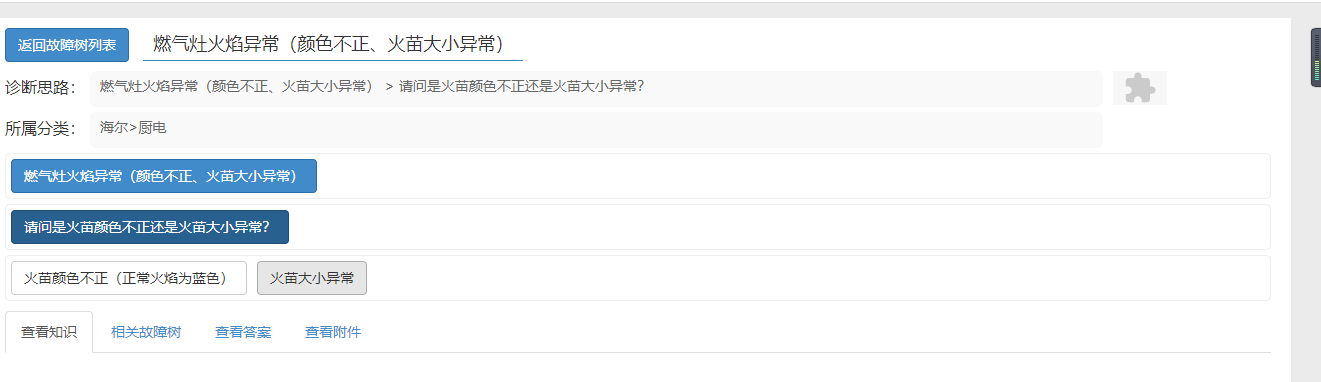 返回故障树列表 燃气灶火焰异常（颜色不正、火苗大小异常）
诊断思路： 燃气灶火焰异常（颜色不正、火苗大小异常） > 请问是火苗颜色不正还是火苗大小异常?
所属分类： 海尔>厨电
燃气灶火焰异常（颜色不正、火苗大小异常）
请问是火苗颜色不正还是火苗大小异常?
火苗颜色不正（正常火焰为蓝色） 火苗大小异常
查看知识 相关故障树 查看答案 查看附件